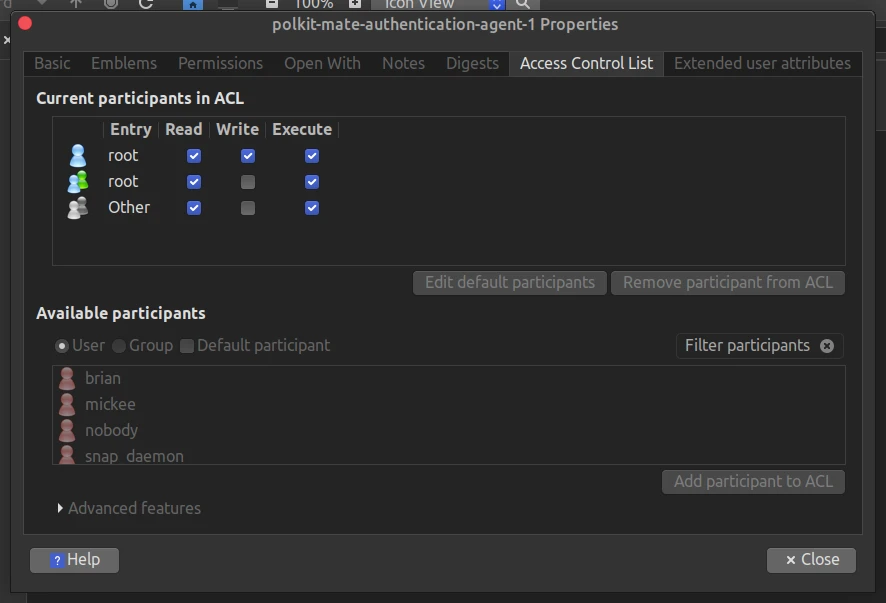 100% Icon View
polkit-mate-authentication-agent-1 Properties
Basic Emblems Permissions Open With Notes Digests Access Control List Extended user attributes
Current participants in ACL
Entry Read Write Execute
root
root
Other
Edit default participants Remove participant from ACL
Available participants
User Group Default participant Filter participants
brian
mickee
nobody
snap_daemon
Add participant to ACL
Advanced features
? Help × Close